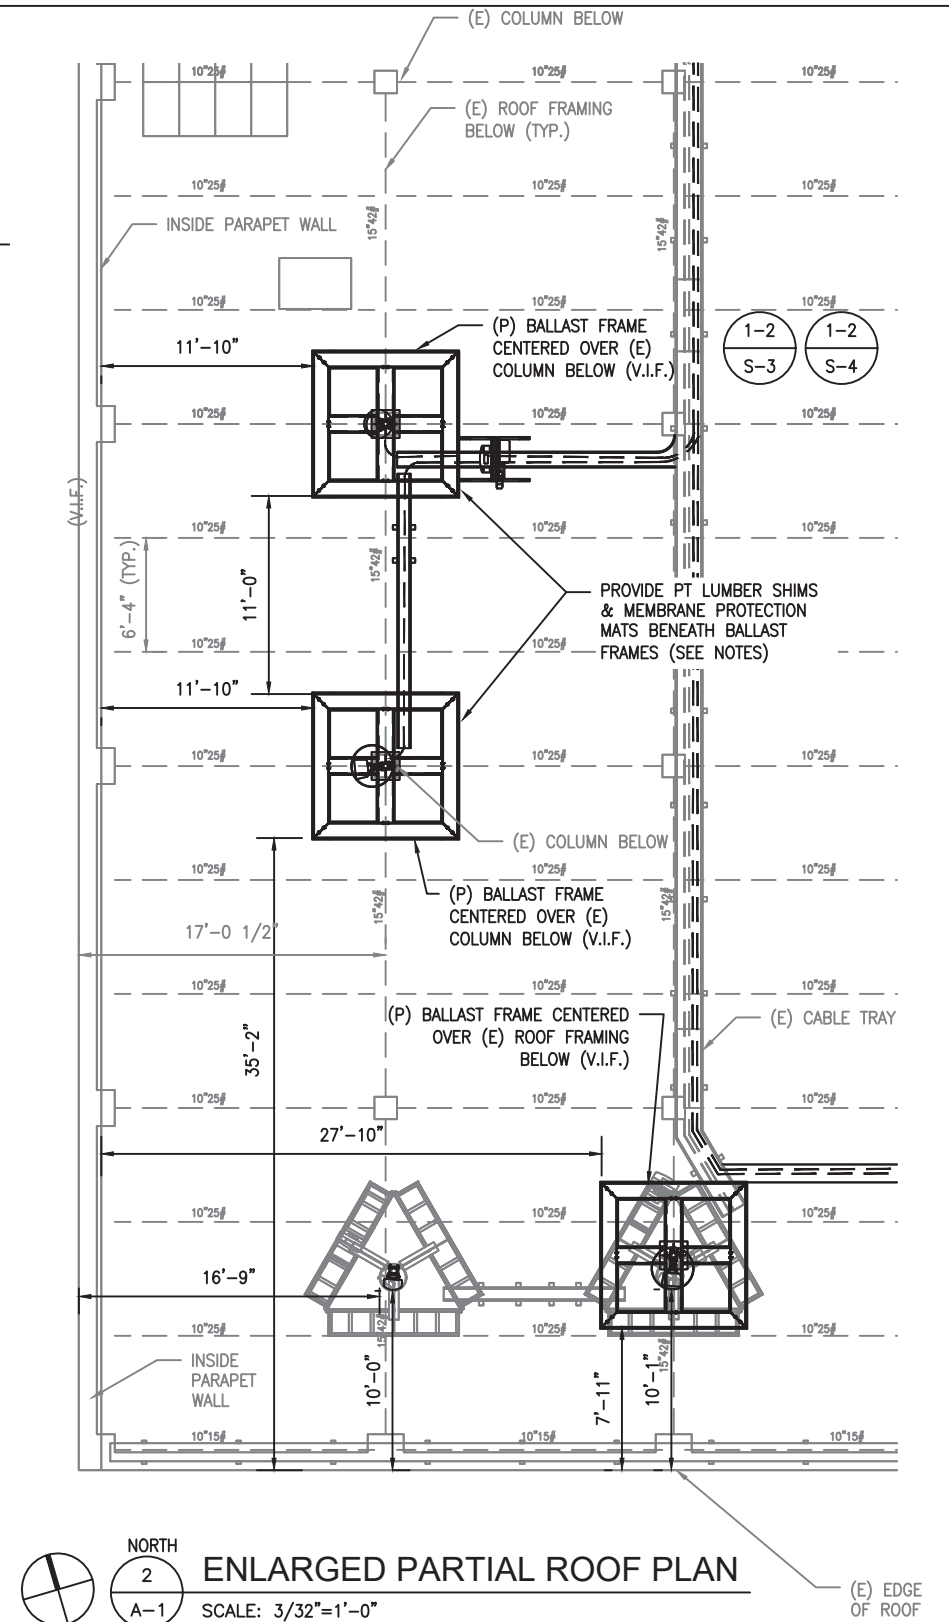 (E) COLUMN BELOW
10"25# 10"25# 10"25#
(E) ROOF FRAMING
BELOW (TYP.)
10"25# 10"25# 10"25#
15"42# 15"42#
INSIDE PARAPET WALL
10"25# 10"25# 10"25#
(P) BALLAST FRAME
CENTERED OVER (E)
COLUMN BELOW (V.I.F.)
1-2
S-3
1-2
S-4
11'-10"
10"25# 10"25# 10"25#
(V.I.F.)
10"25# 10"25# 10"25#
15"42#
6'-4" (TYP.)
11'-0"
PROVIDE PT LUMBER SHIMS
& MEMBRANE PROTECTION
MATS BENEATH BALLAST
FRAMES (SEE NOTES)
10"25# 10"25#
11'-10"
10"25# 10"25# 10"25#
(E) COLUMN BELOW
10"25# 10"25# 10"25#
(P) BALLAST FRAME
CENTERED OVER (E)
COLUMN BELOW (V.I.F.)
15"42# 15"42#
17'-0 1/2"
10"25# 10"25# 10"25#
(P) BALLAST FRAME CENTERED
OVER (E) ROOF FRAMING
BELOW (V.I.F.)
(E) CABLE TRAY
35'-2"
10"25# 10"25# 10"25#
27'-10"
10"25# 10"25# 10"25#
16'-9"
10"25# 10"25# 10"25#
15"42# 15"42#
INSIDE
PARAPET
WALL
10'-0"
7'-11"
10'-1"
10"15# 10"15# 10"15#
NORTH
2
A-1
ENLARGED PARTIAL ROOF PLAN
SCALE: 3/32"=1'-0"
(E) EDGE
OF ROOF